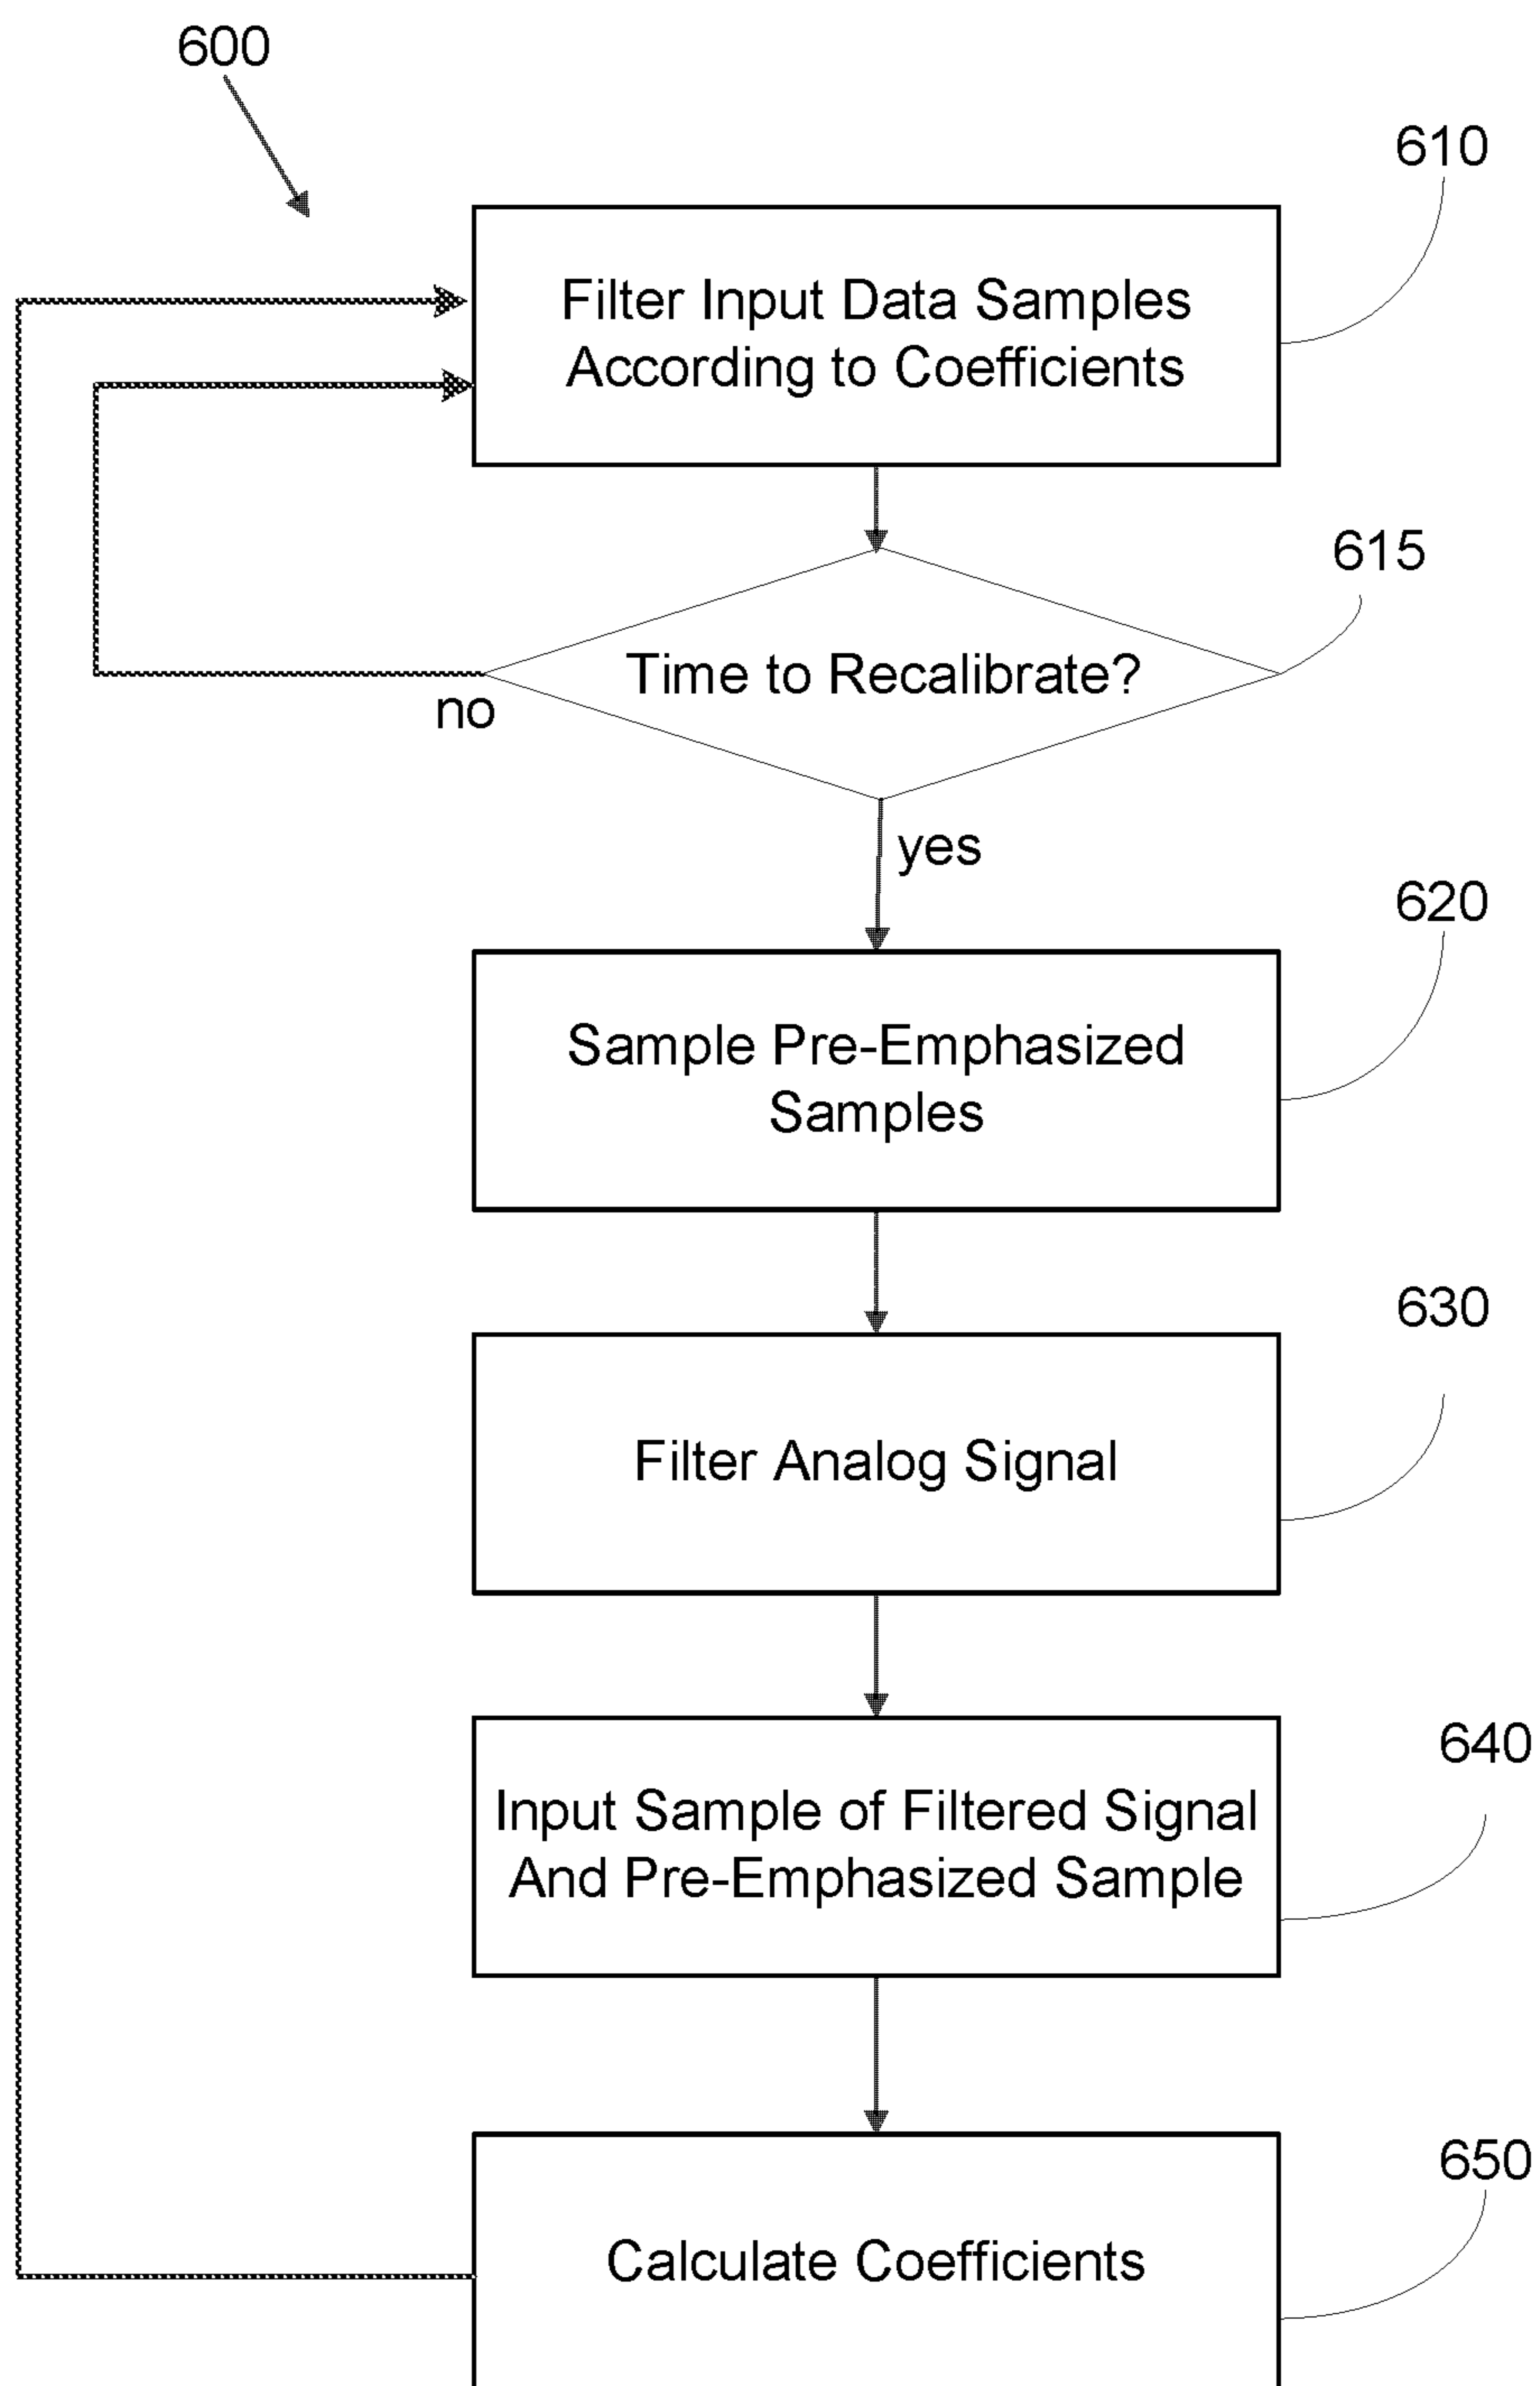 600
610
Filter Input Data Samples
According to Coefficients
615
Time to Recalibrate?
no
yes
620
Sample Pre-Emphasized
Samples
630
Filter Analog Signal
640
Input Sample of Filtered Signal
And Pre-Emphasized Sample
650
Calculate Coefficients